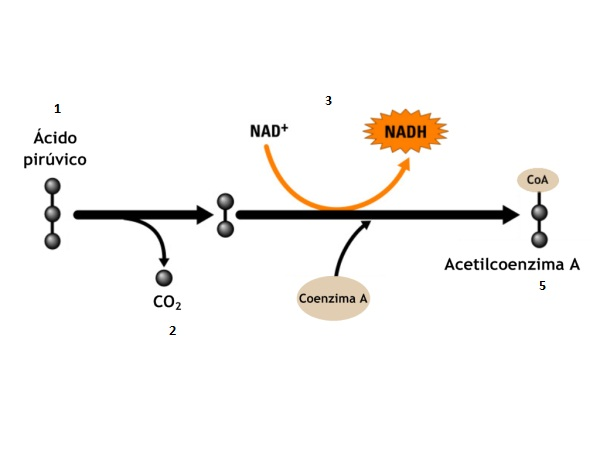 1
3
Ácido
pirúvico
NAD⁺
NADH
CoA
Acetilcoenzima A
5
Coenzima A
CO₂
2